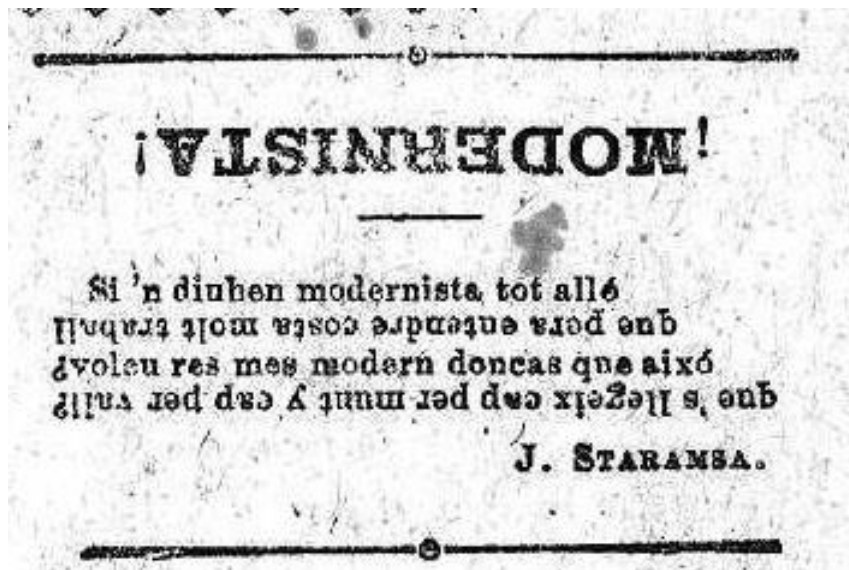 ¡MODERNISTA!
Si 'n diuhen modernista tot alló
que pera entendre costa molt traball
¿voleu res mes modern doncas que aixó
que 's llegeix cap per munt y cap per vall?
J. STARAMSA.